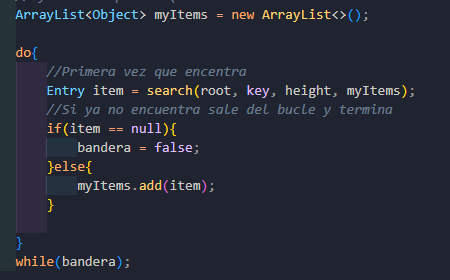 ArrayList<Object> myItems = new ArrayList<>();
do{
//Primera vez que encentra
Entry item = search(root, key, height, myItems);
//Si ya no encuentra sale del bucle y termina
if(item == null){
bandera = false;
}else{
myItems.add(item);
}
}
while(bandera);